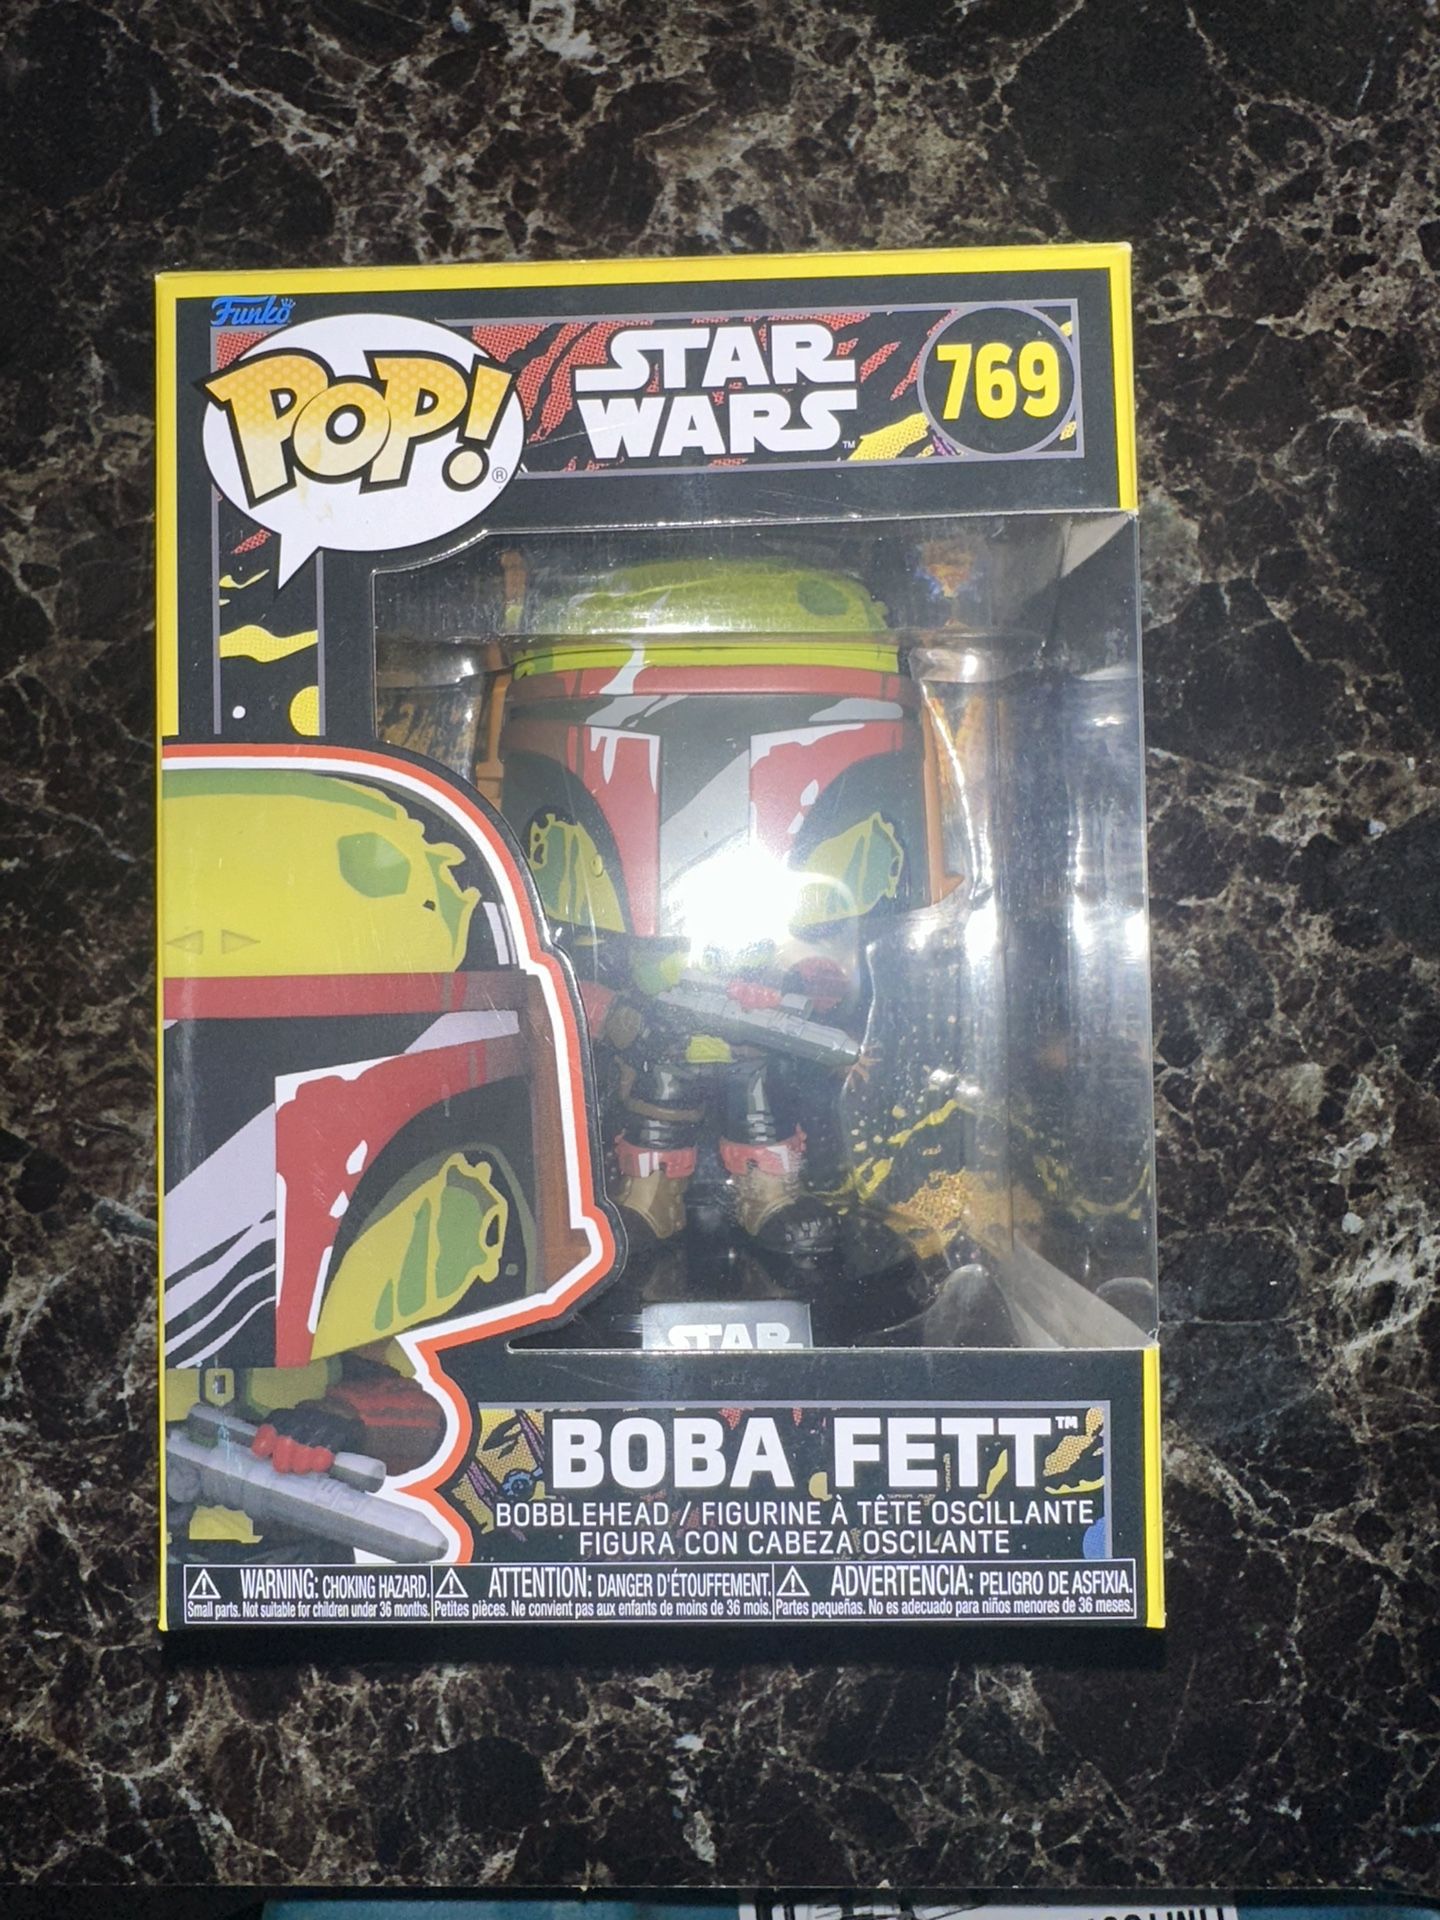 Funko
POP!®
STAR
WARS™
769
STAR
BOBA FETT™
BOBBLEHEAD / FIGURINE À TÊTE OSCILLANTE
FIGURA CON CABEZA OSCILANTE
WARNING: CHOKING HAZARD.
Small parts. Not suitable for children under 36 months.
ATTENTION: DANGER D'ÉTOUFFEMENT.
Petites pièces. Ne convient pas aux enfants de moins de 36 mois.
ADVERTENCIA: PELIGRO DE ASFIXIA.
Partes pequeñas. No es adecuado para niños menores de 36 meses.